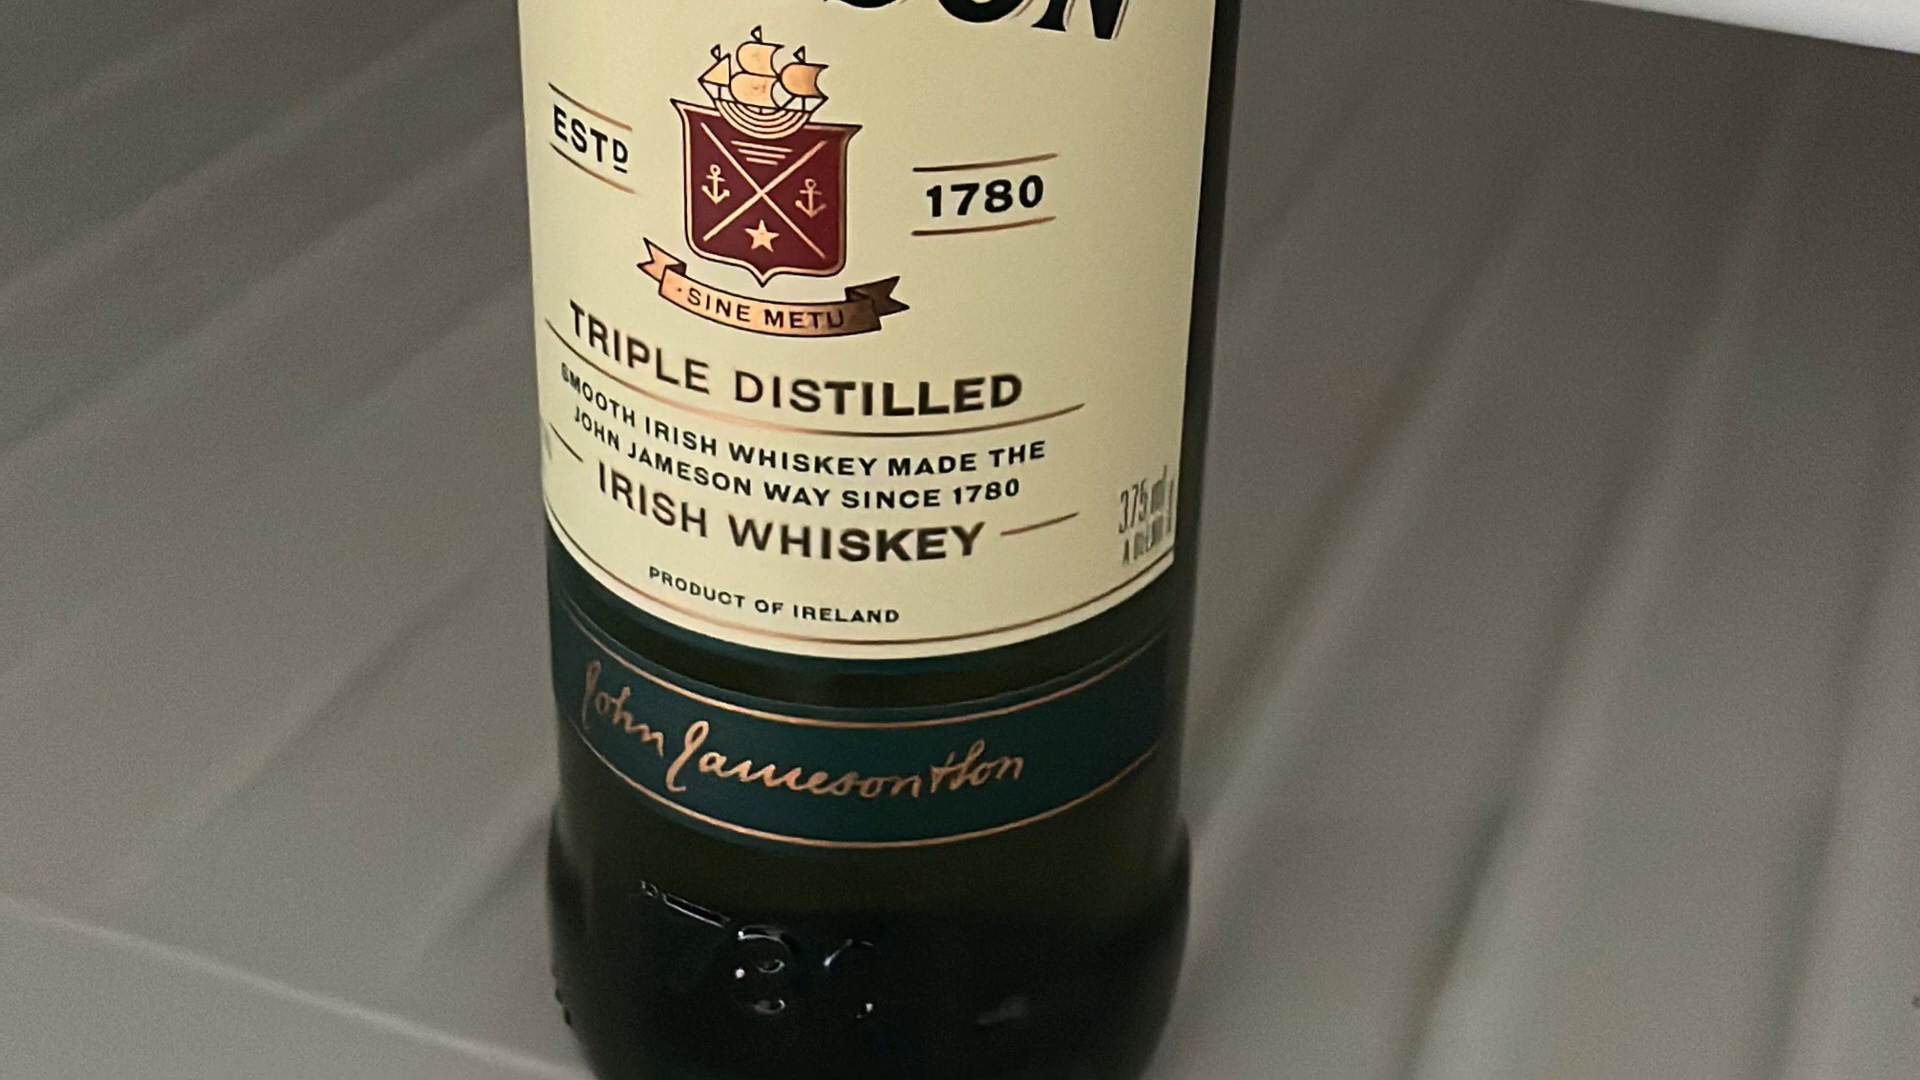 ESTD
1780
SINE METU
TRIPLE DISTILLED
SMOOTH IRISH WHISKEY MADE THE
JOHN JAMESON WAY SINCE 1780
IRISH WHISKEY
375 ml
PRODUCT OF IRELAND
John Jameson & Son